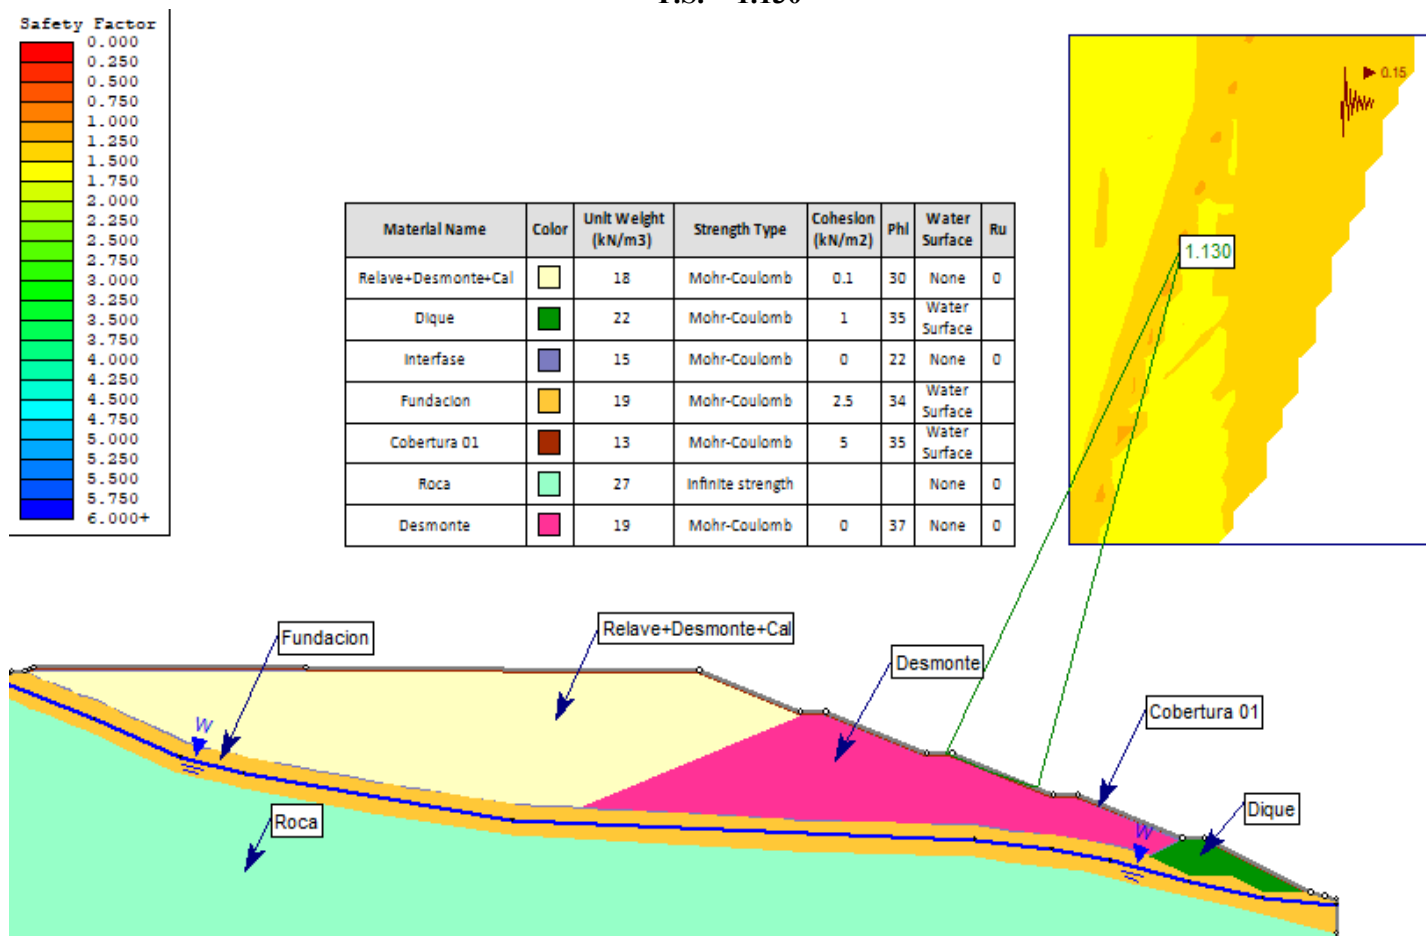 F.S. = 1.130
Safety Factor
0.000
0.250
0.500
0.750
1.000
1.250
1.500
1.750
2.000
2.250
2.500
2.750
3.000
3.250
3.500
3.750
4.000
4.250
4.500
4.750
5.000
5.250
5.500
5.750
6.000+
0.15
1.130
Material Name Color Unit Weight (kN/m3) Strength Type Cohesion (kN/m2) Phi Water Surface Ru
Relave+Desmonte+Cal 18 Mohr-Coulomb 0.1 30 None 0
Dique 22 Mohr-Coulomb 1 35 Water Surface
Interfase 15 Mohr-Coulomb 0 22 None 0
Fundacion 19 Mohr-Coulomb 2.5 34 Water Surface
Cobertura 01 13 Mohr-Coulomb 5 35 Water Surface
Roca 27 Infinite strength None 0
Desmonte 19 Mohr-Coulomb 0 37 None 0
Fundacion
Relave+Desmonte+Cal
Desmonte
Cobertura 01
W
Roca
Dique
W